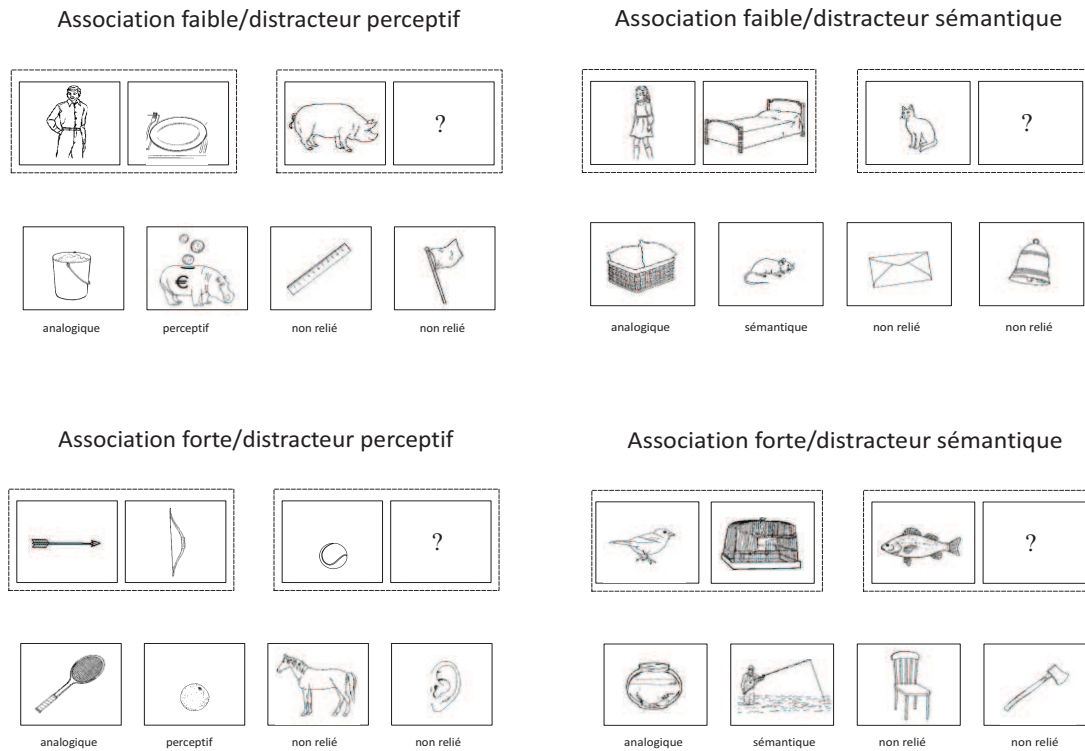 Association faible/distracteur perceptif
?
€
analogique perceptif non relié non relié
Association faible/distracteur sémantique
?
analogique sémantique non relié non relié
Association forte/distracteur perceptif
?
analogique perceptif non relié non relié
Association forte/distracteur sémantique
?
analogique sémantique non relié non relié